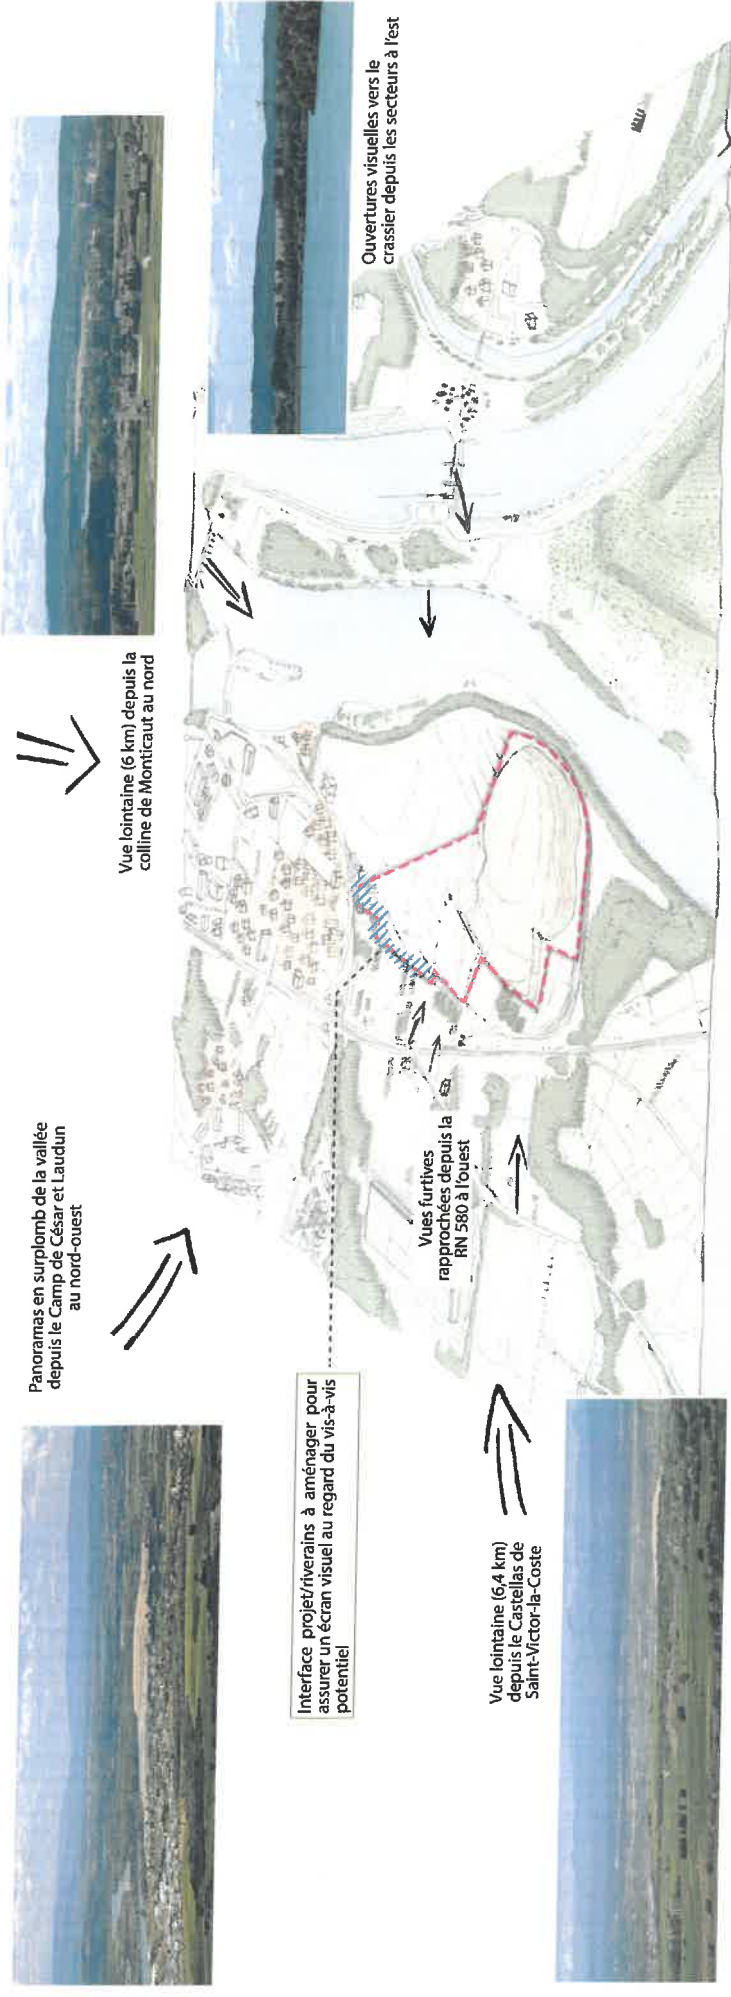 Panoramas en surplomb de la vallée
depuis le Camp de César et Laudun
au nord-ouest
Vue lointaine (6 km) depuis la
colline de Monticaut au nord
Ouvertures visuelles vers le
crassier depuis les secteurs à l'est
Interface projet/riverains à aménager pour
assurer un écran visuel au regard du vis-à-vis
potentiel
Vues furtives
rapprochées depuis la
RN 580 à l'ouest
Vue lointaine (6,4 km)
depuis le Castellas de
Saint-Victor-la-Coste